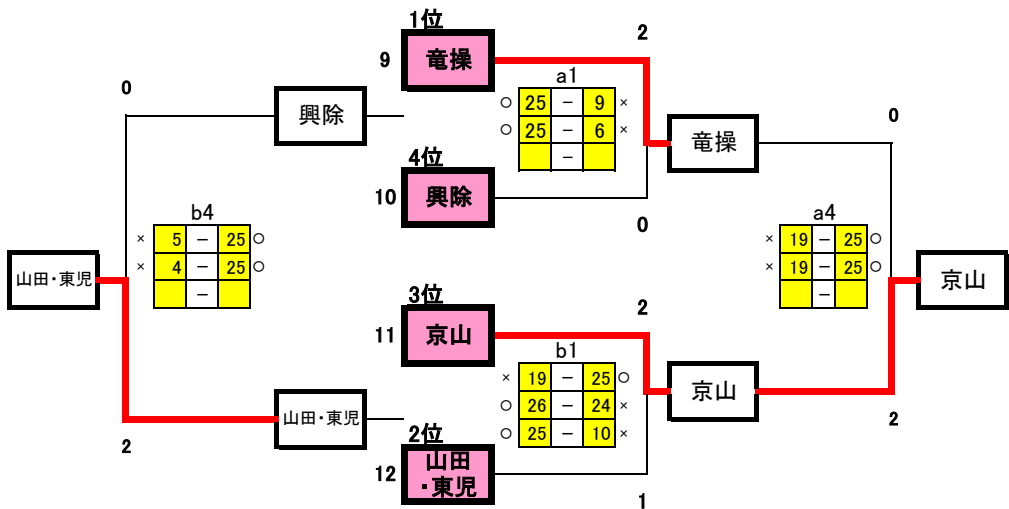 1位
9 竜操
2
a1
○ 25 − 9 ×
○ 25 − 6 ×
−
4位
10 興除
0
竜操
0
0
興除
b4
× 5 − 25 ○
× 4 − 25 ○
−
山田・東児
山田・東児
2
3位
11 京山
2
b1
× 19 − 25 ○
○ 26 − 24 ×
○ 25 − 10 ×
2位
12 山田
・東児
1
京山
a4
× 19 − 25 ○
× 19 − 25 ○
−
京山
2